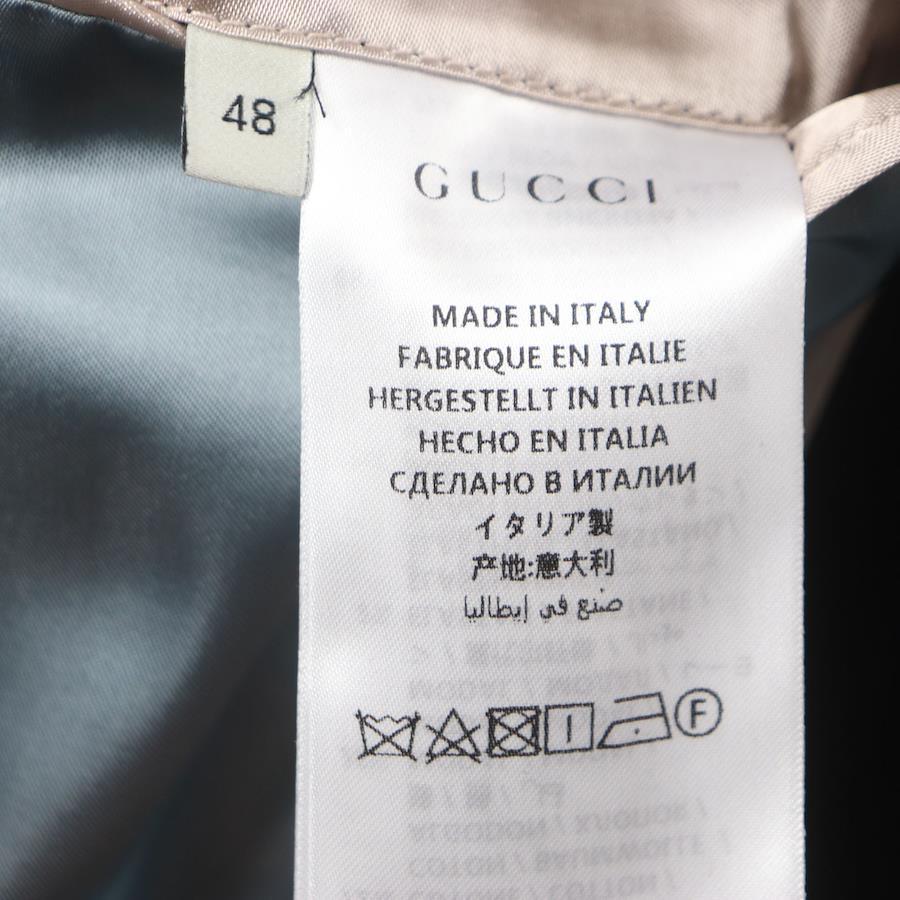 48
GUCCI
MADE IN ITALY
FABRIQUE EN ITALIE
HERGESTELLT IN ITALIEN
HECHO EN ITALIA
СДЕЛАНО В ИТАЛИИ
イタリア製
产地:意大利
صنع في إيطاليا
F